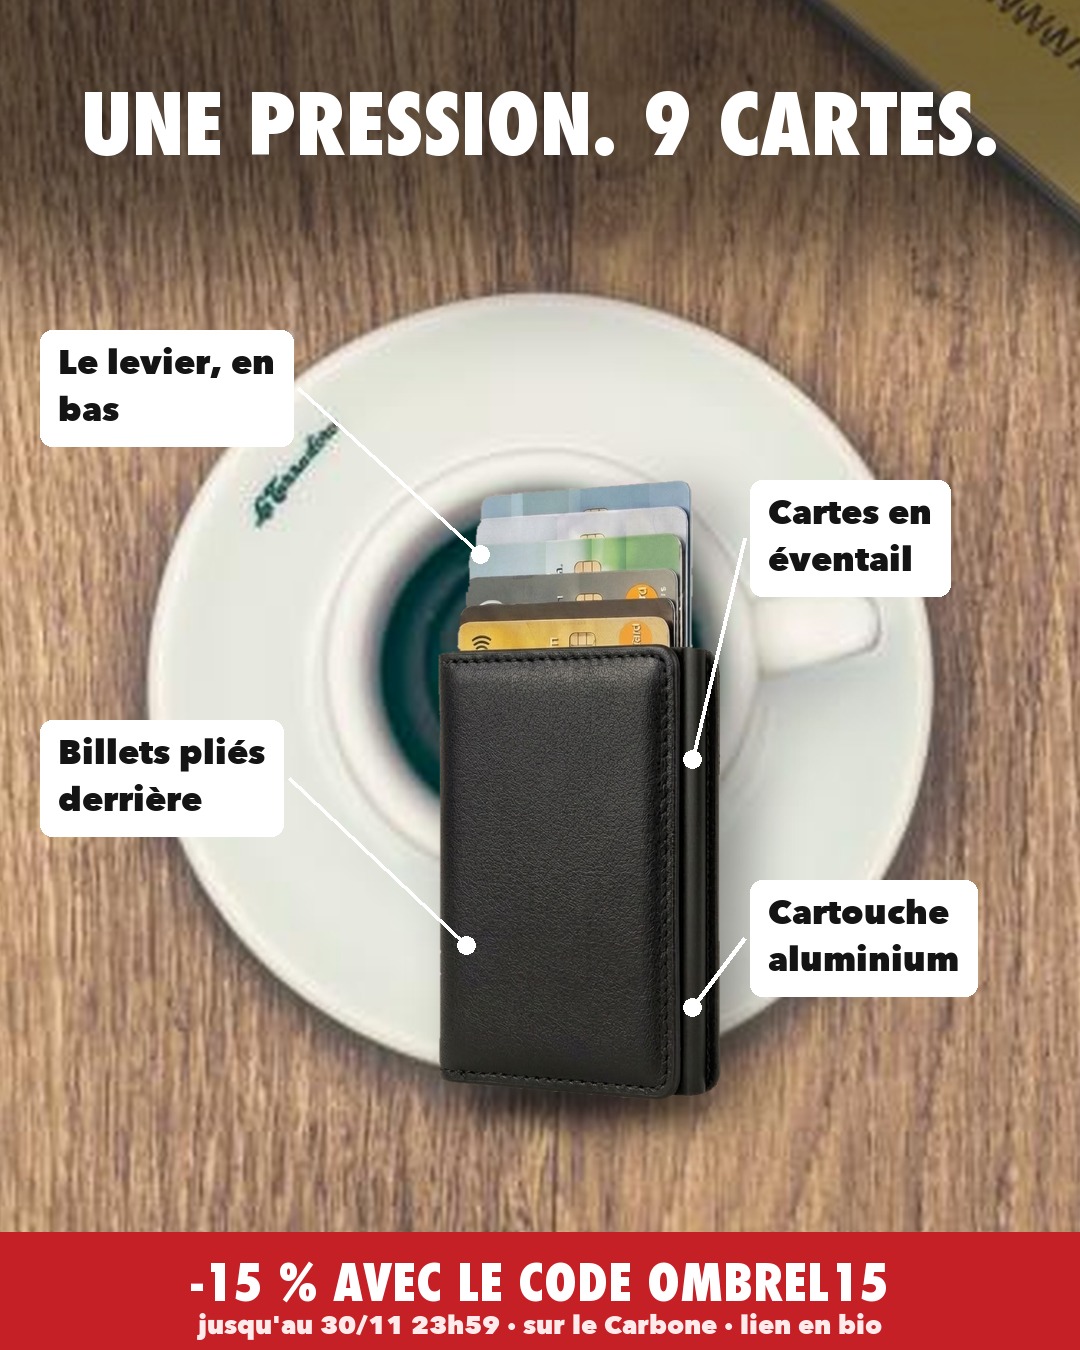 UNE PRESSION. 9 CARTES.
Le levier, en
bas
Cartes en
éventail
Billets pliés
derrière
Cartouche
aluminium
-15 % AVEC LE CODE OMBREL15
jusqu'au 30/11 23h59 • sur le Carbone • lien en bio